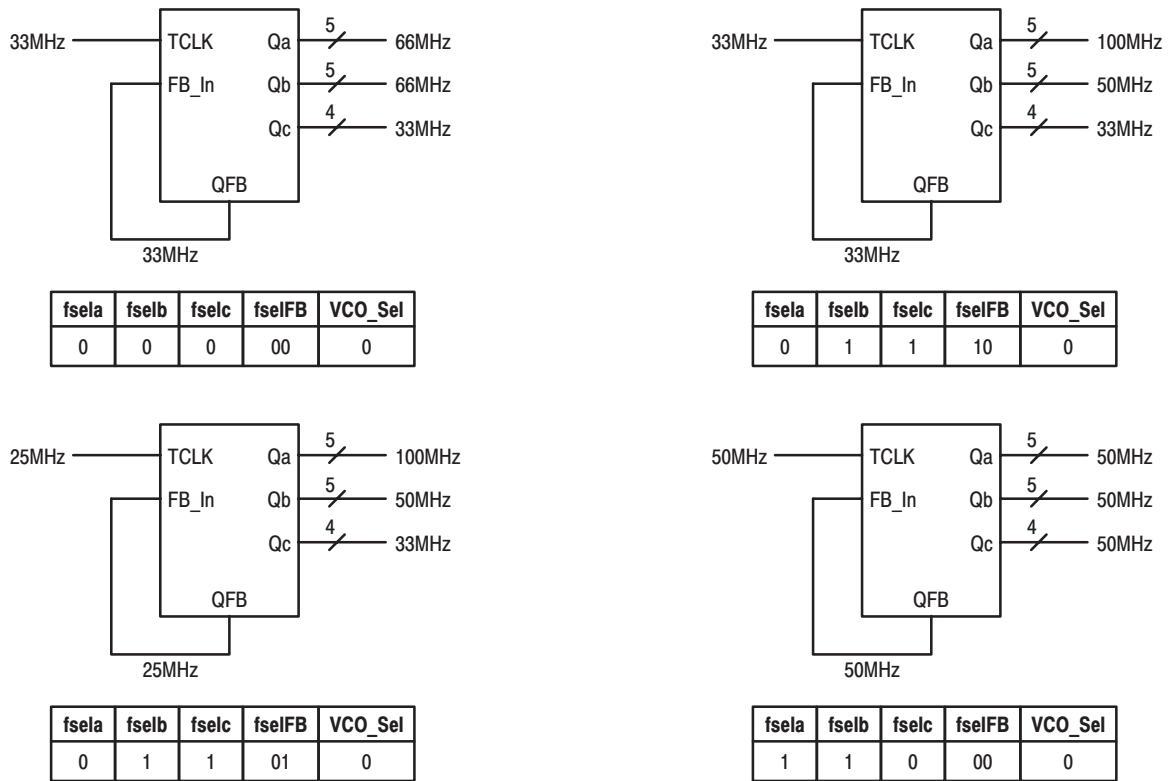 33MHz TCLK Qa 5 66MHz
FB_In Qb 5 66MHz
Qc 4 33MHz
QFB
33MHz
fsela fselb fselc fselFB VCO_Sel
0 0 0 00 0
33MHz TCLK Qa 5 100MHz
FB_In Qb 5 50MHz
Qc 4 33MHz
QFB
33MHz
fsela fselb fselc fselFB VCO_Sel
0 1 1 10 0
25MHz TCLK Qa 5 100MHz
FB_In Qb 5 50MHz
Qc 4 33MHz
QFB
25MHz
fsela fselb fselc fselFB VCO_Sel
0 1 1 01 0
50MHz TCLK Qa 5 50MHz
FB_In Qb 5 50MHz
Qc 4 50MHz
QFB
50MHz
fsela fselb fselc fselFB VCO_Sel
1 1 0 00 0